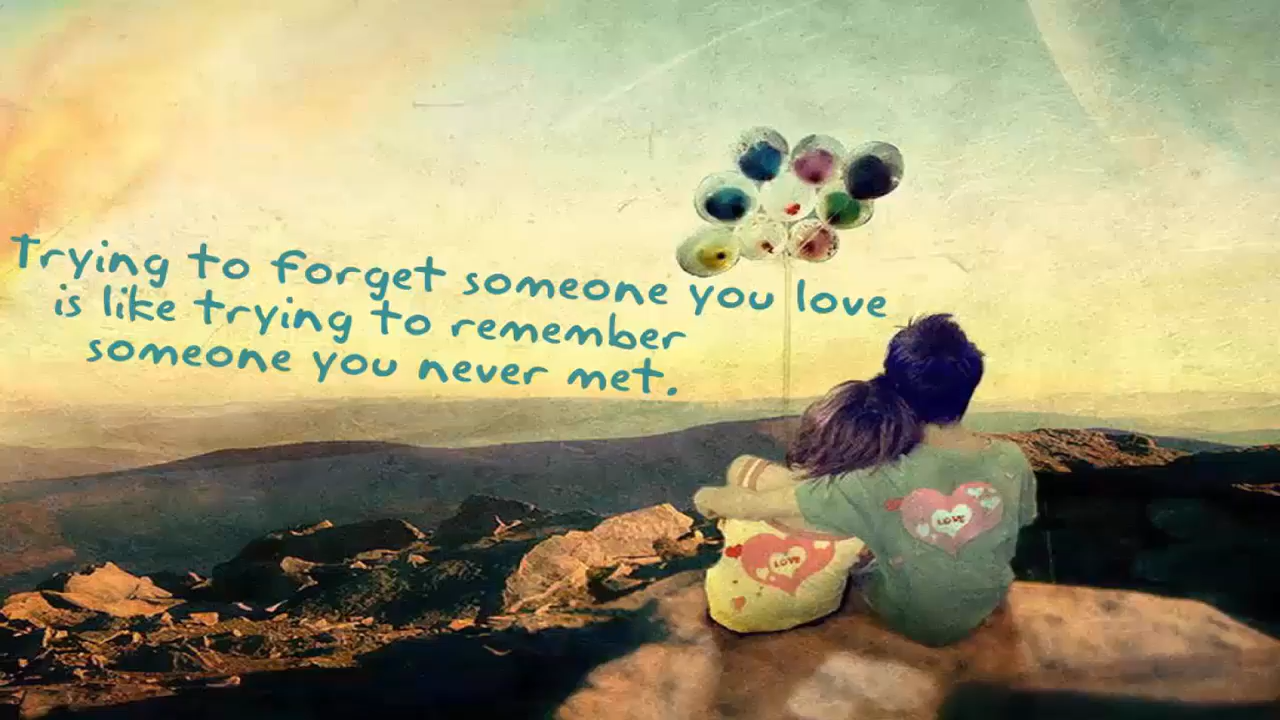 Trying to forget someone you love
is like trying to remember
someone you never met.
LOVE
LOVE